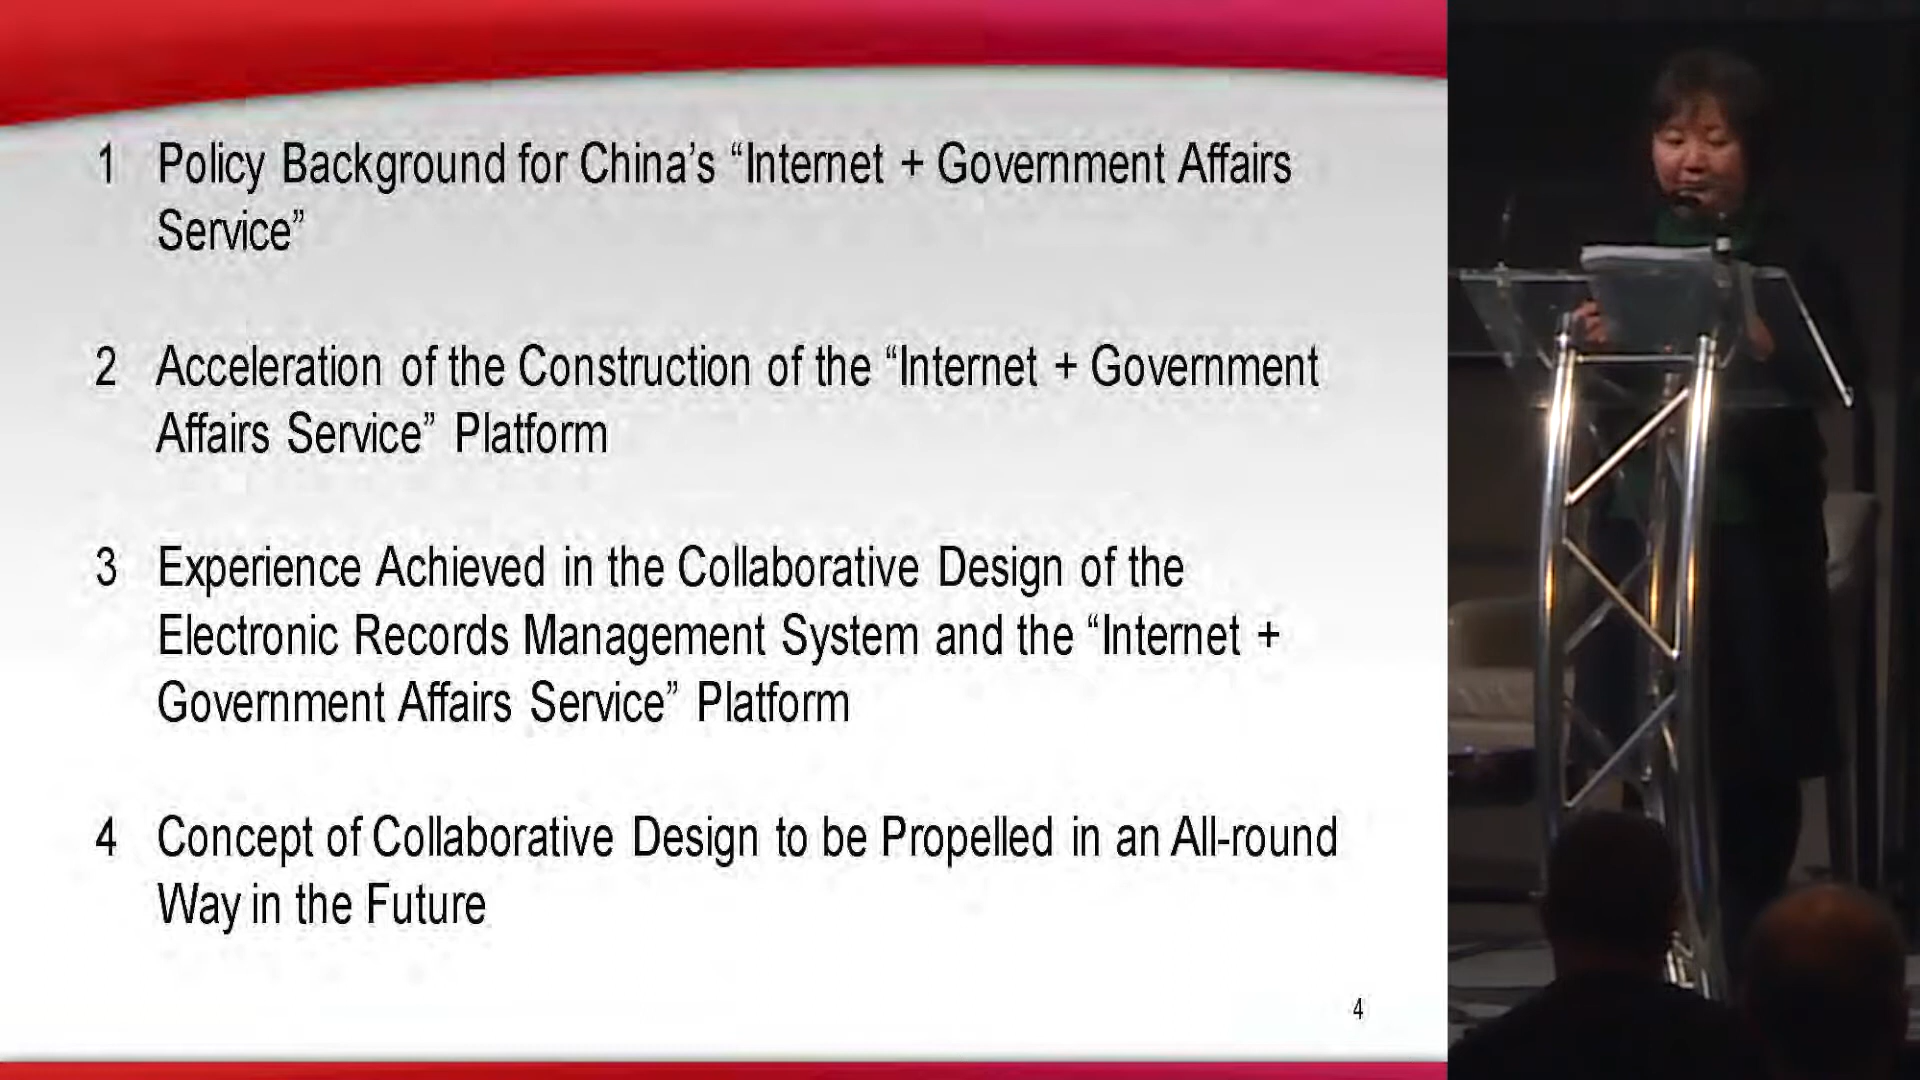 1 Policy Background for China’s “Internet + Government Affairs
Service”
2 Acceleration of the Construction of the “Internet + Government
Affairs Service” Platform
3 Experience Achieved in the Collaborative Design of the
Electronic Records Management System and the “Internet +
Government Affairs Service” Platform
4 Concept of Collaborative Design to be Propelled in an All-round
Way in the Future
4